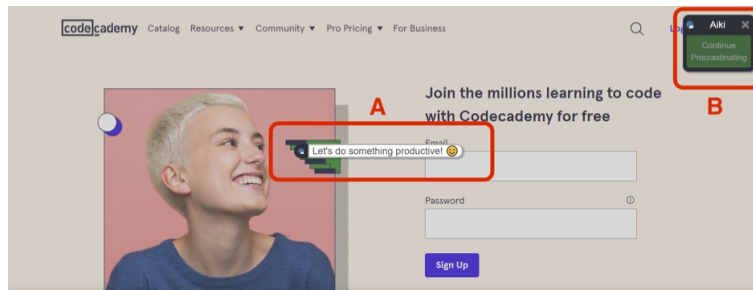 codecademy Catalog Resources ▼ Community ▼ Pro Pricing ▼ For Business
Aiki
Continue
Procrastinating
B
A
Join the millions learning to code
with Codecademy for free
Let's do something productive! 😊
Email
Password
Sign Up